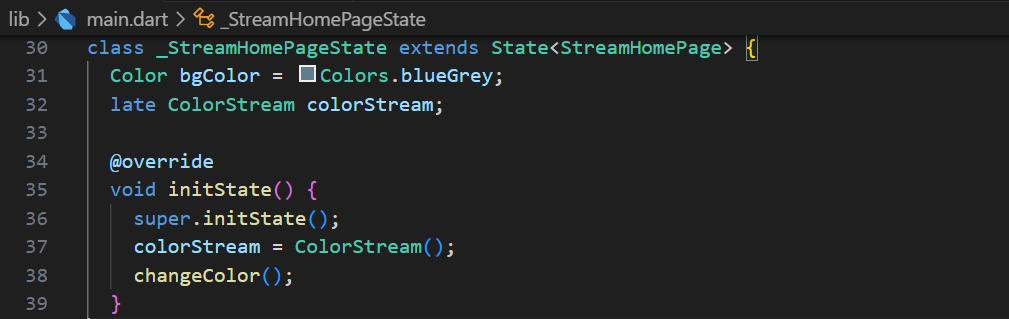 lib > main.dart > _StreamHomePageState
30 class _StreamHomePageState extends State<StreamHomePage> {
31   Color bgColor = Colors.blueGrey;
32   late ColorStream colorStream;
33
34   @override
35   void initState() {
36     super.initState();
37     colorStream = ColorStream();
38     changeColor();
39   }